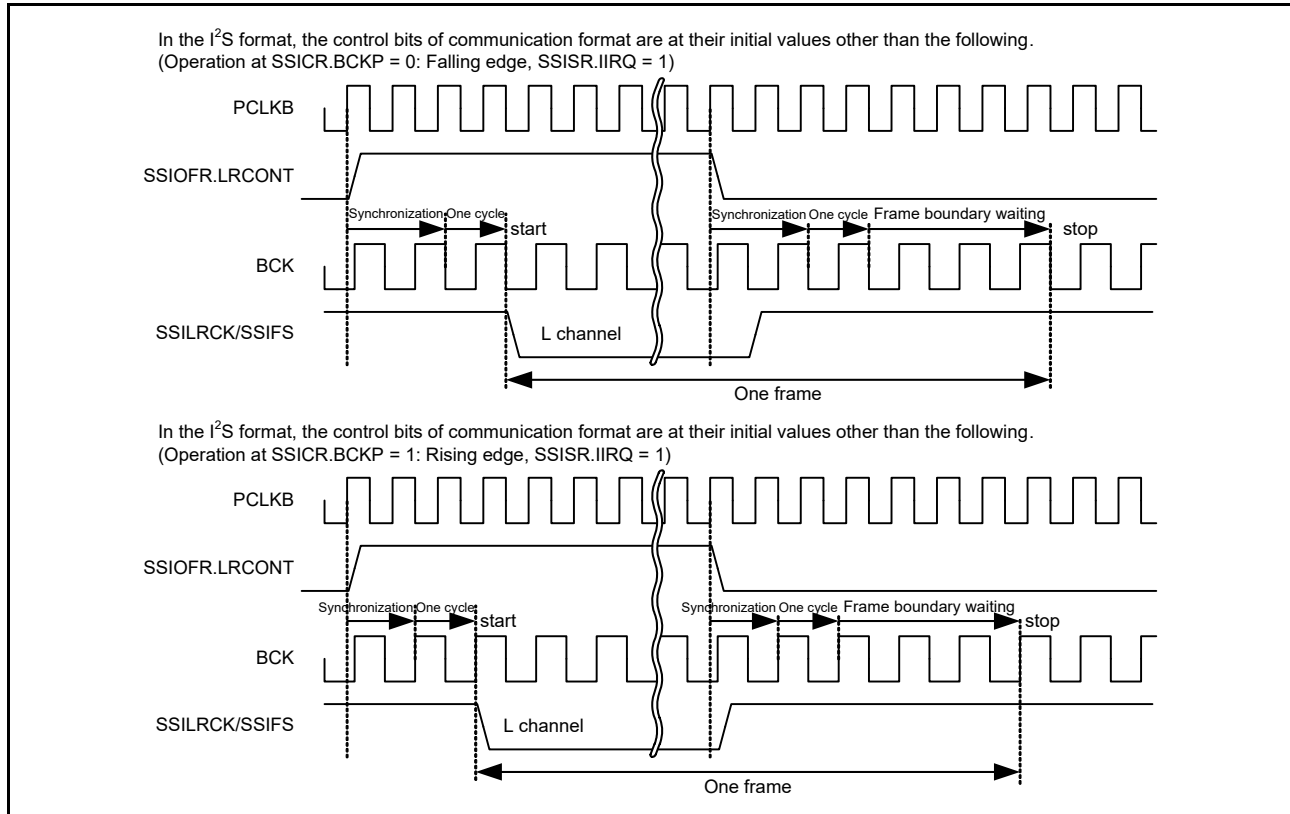 In the I²S format, the control bits of communication format are at their initial values other than the following.
(Operation at SSICR.BCKP = 0: Falling edge, SSISR.IIRQ = 1)
PCLKB
SSIOFR.LRCONT
Synchronization One cycle Synchronization One cycle Frame boundary waiting
start stop
BCK
SSILRCK/SSIFS L channel
One frame
In the I²S format, the control bits of communication format are at their initial values other than the following.
(Operation at SSICR.BCKP = 1: Rising edge, SSISR.IIRQ = 1)
PCLKB
SSIOFR.LRCONT
Synchronization One cycle Synchronization One cycle Frame boundary waiting
start stop
BCK
SSILRCK/SSIFS L channel
One frame